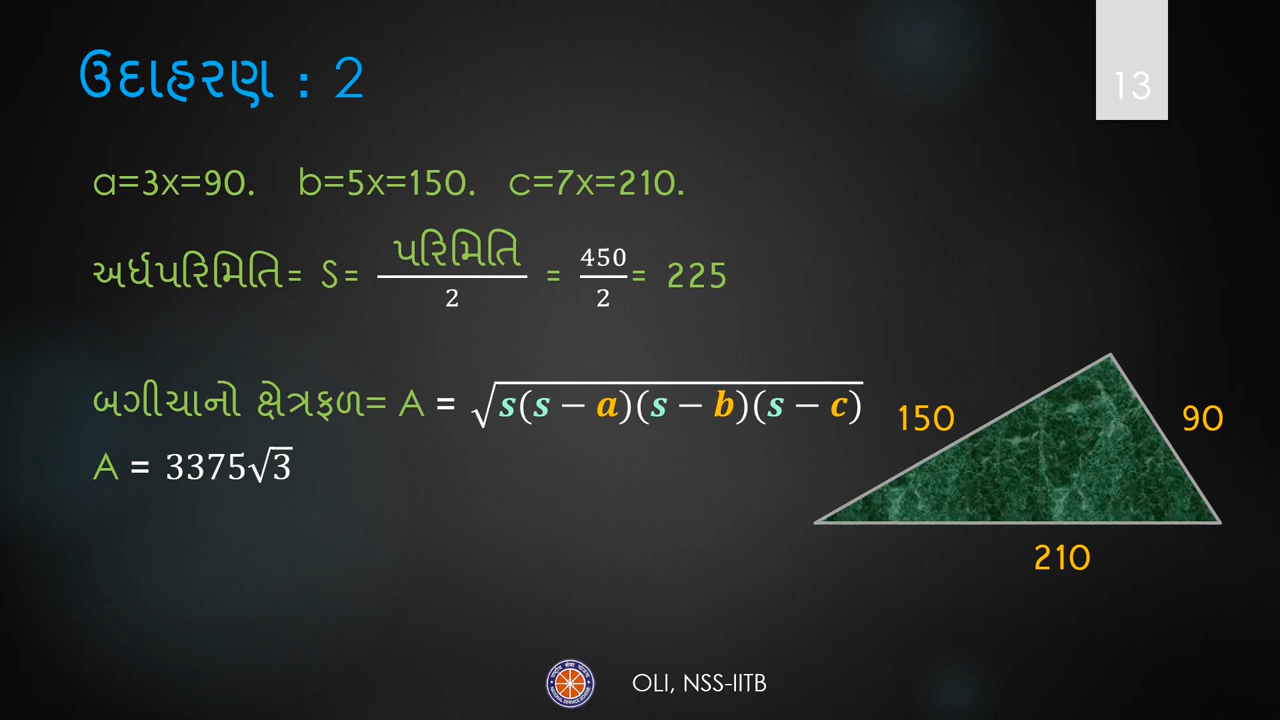 ઉદાહરણ : 2
13
a=3x=90. b=5x=150. c=7x=210.
અર્ધપરિમિતિ= S= પરિમિતિ/2 = 450/2 = 225
બગીચાનો ક્ષેત્રફળ= A = √s(s − a)(s − b)(s − c)
A = 3375√3
150
90
210
OLI, NSS-IITB